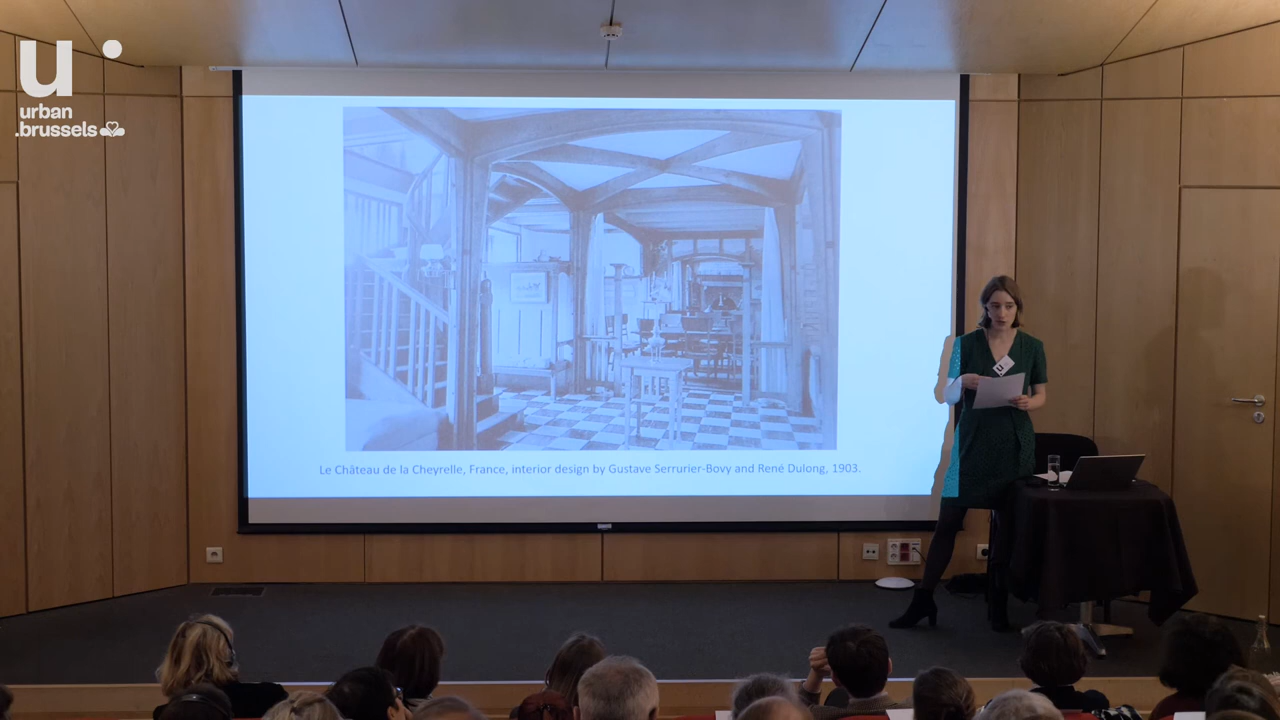 u
urban
.brussels
Le Château de la Cheyrelle, France, interior design by Gustave Serrurier-Bovy and René Dulong, 1903.
u